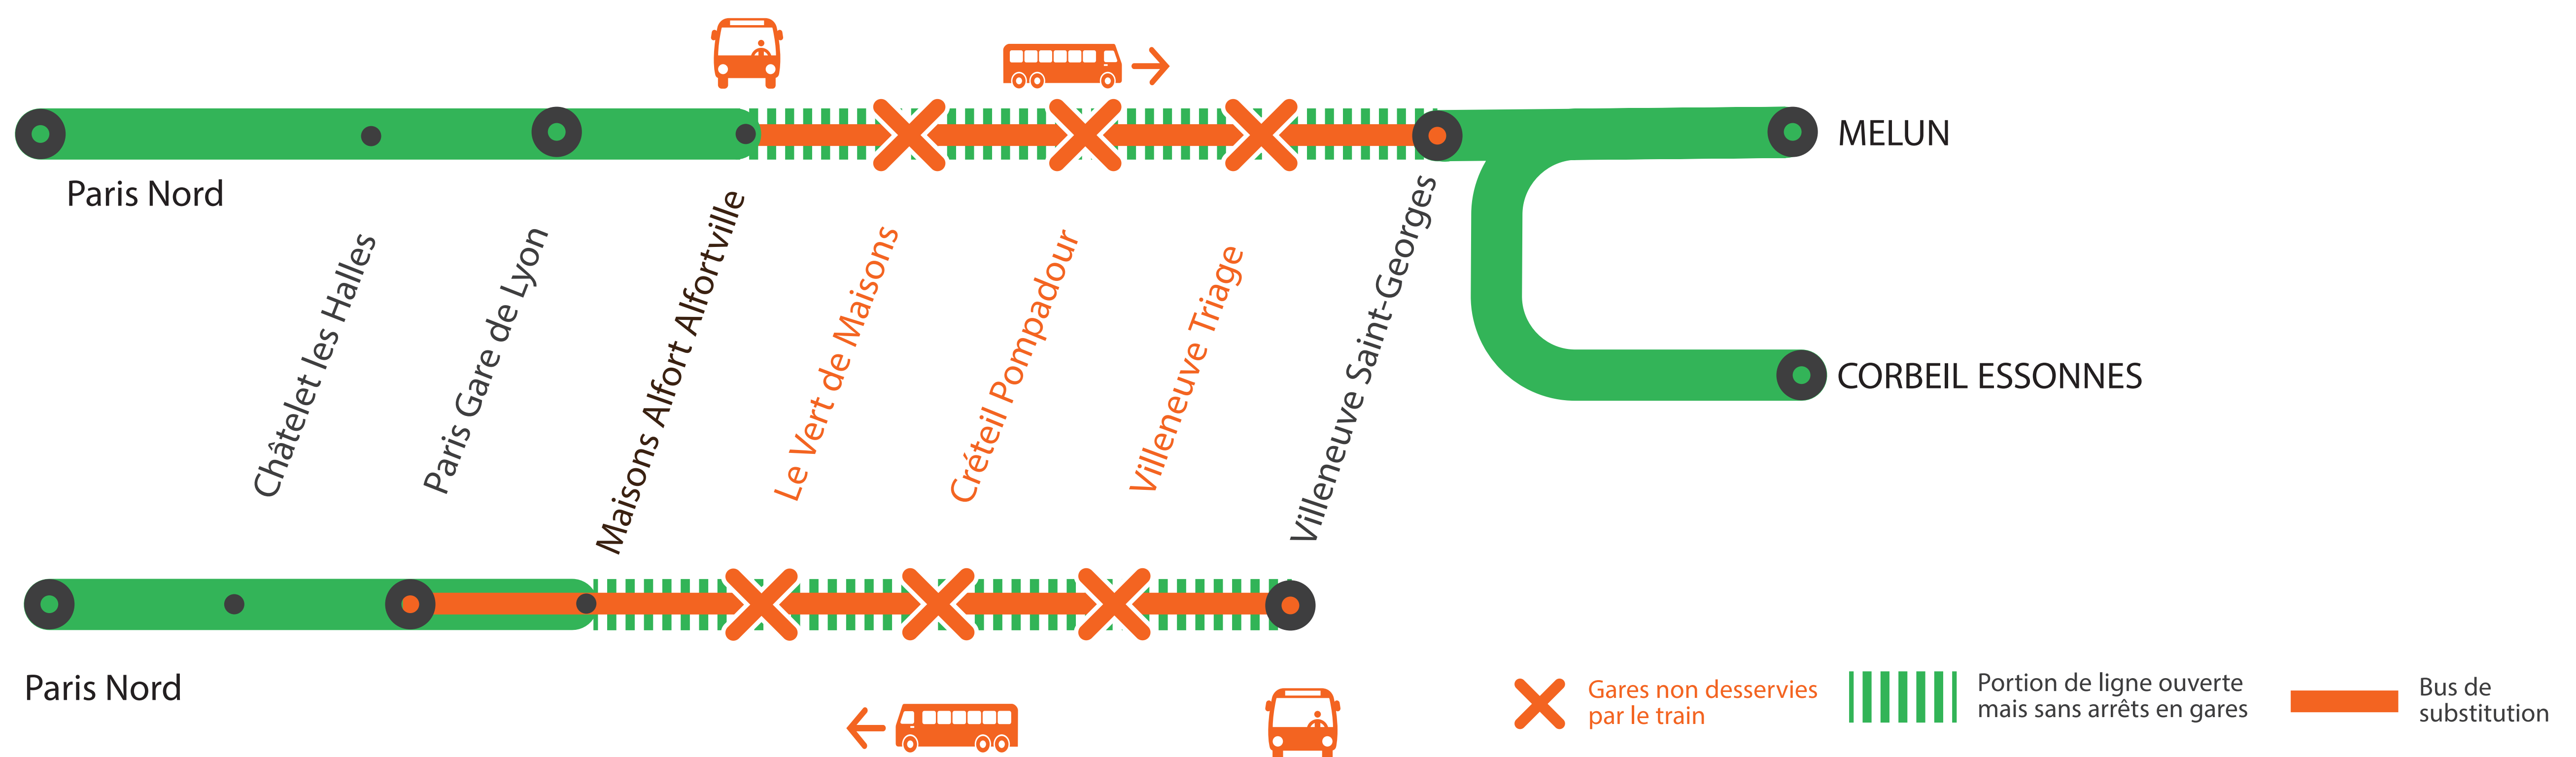 Paris Nord
Châtelet les Halles
Paris Gare de Lyon
Maisons Alfort Alfortville
Le Vert de Maisons
Créteil Pompadour
Villeneuve Triage
Villeneuve Saint-Georges
MELUN
CORBEIL ESSONNES
Paris Nord
Gares non desservies
par le train
Portion de ligne ouverte
mais sans arrêts en gares
Bus de
substitution